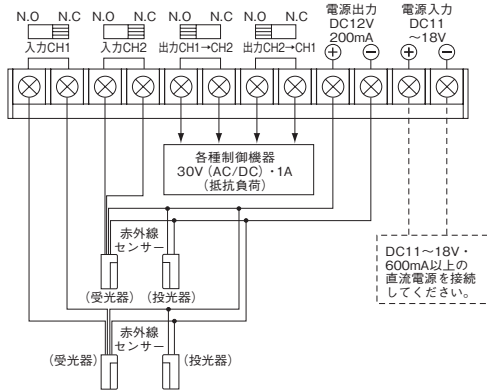 N.O N.C N.O N.C N.O N.C N.O N.C
入力CH1 入力CH2 出力CH1→CH2 出力CH2→CH1
電源出力
DC12V
200mA
電源入力
DC11
～18V
各種制御機器
30V（AC/DC）・1A
（抵抗負荷）
赤外線
センサー
（受光器）（投光器）
DC11～18V・
600mA以上の
直流電源を接続
してください。
赤外線
センサー
（受光器） （投光器）